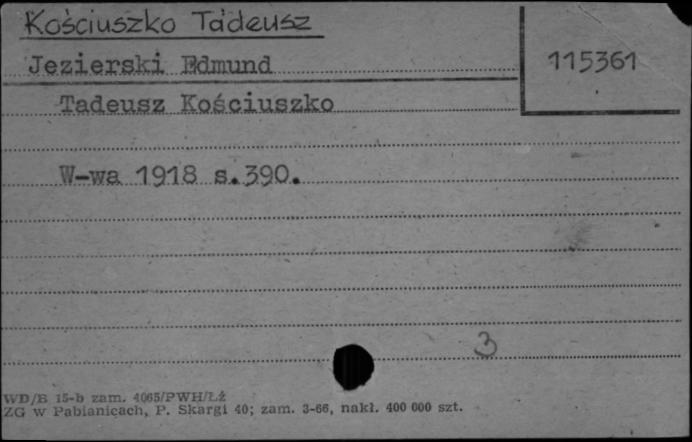 Kościuszko Tadeusz
Jezierski Edmund
115361
Tadeusz Kościuszko
W-wa 1918 s.390.
3
WD/B 15-b zam. 4065/PWH/Łż
ZG w Pabianicach, P. Skargi 40; zam. 3-66, nakł. 400 000 szt.